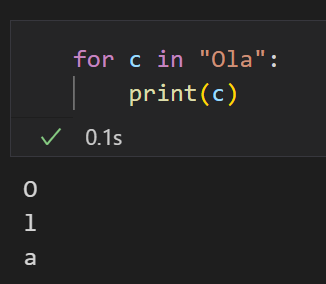 for c in "Ola":
    print(c)
0.1s
O
l
a